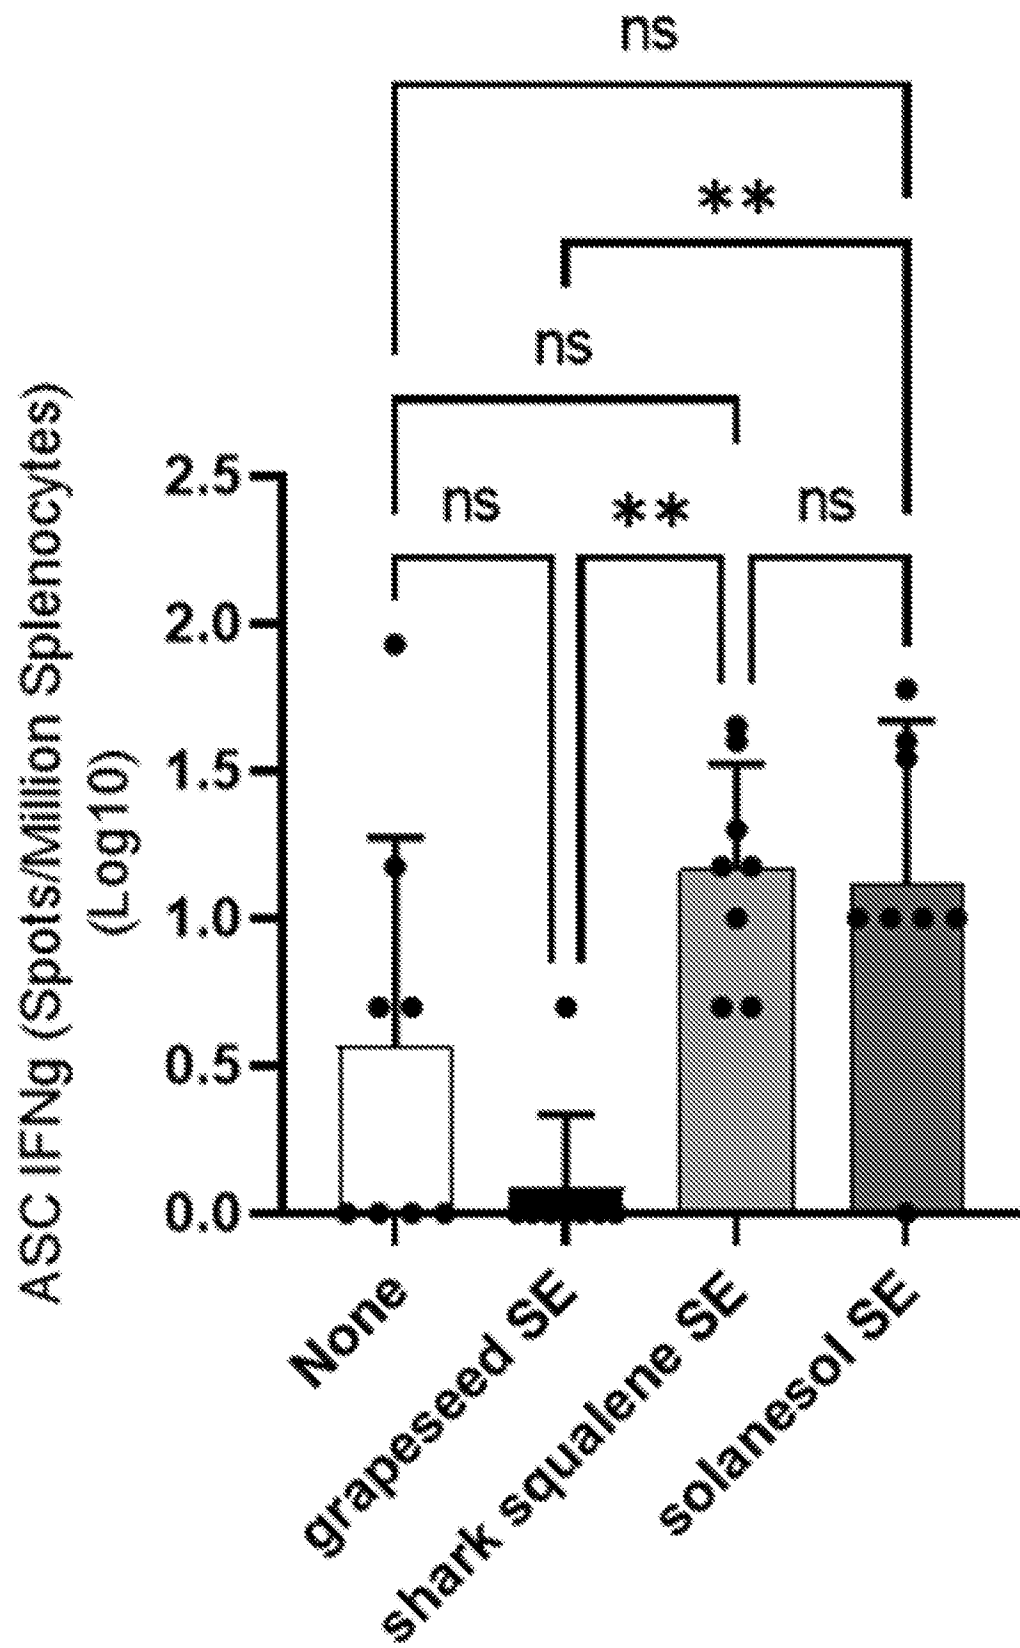 ns
**
ns
ns
**
ns
ASC IFNg (Spots/Million Splenocytes)
(Log10)
2.5
2.0
1.5
1.0
0.5
0.0
None
grapeseed SE
shark squalene SE
solanesol SE